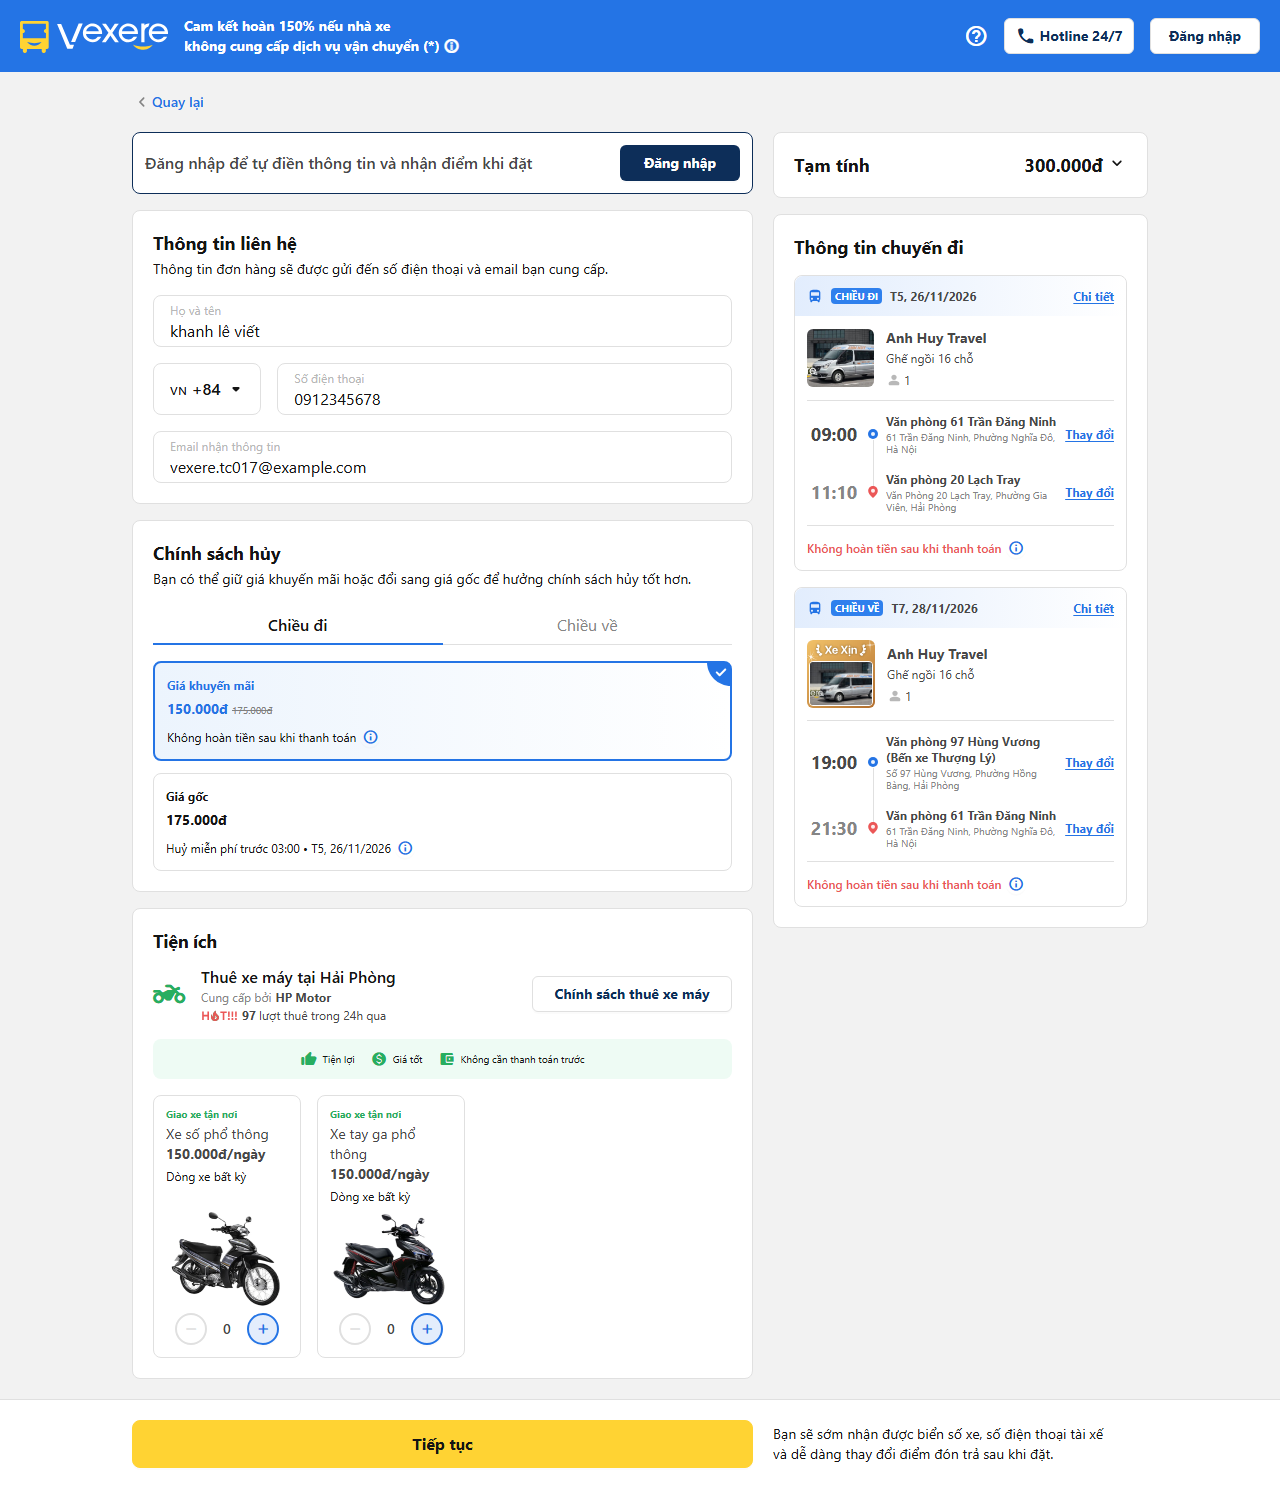 vexere
Cam kết hoàn 150% nếu nhà xe
không cung cấp dịch vụ vận chuyển (*)
Hotline 24/7
Đăng nhập
Quay lại
Đăng nhập để tự điền thông tin và nhận điểm khi đặt
Đăng nhập
Thông tin liên hệ
Thông tin đơn hàng sẽ được gửi đến số điện thoại và email bạn cung cấp.
Họ và tên
khanh lê viết
VN +84
Số điện thoại
0912345678
Email nhận thông tin
vexere.tc017@example.com
Chính sách hủy
Bạn có thể giữ giá khuyến mãi hoặc đổi sang giá gốc để hưởng chính sách hủy tốt hơn.
Chiều đi
Chiều về
Giá khuyến mãi
150.000đ 175.000đ
Không hoàn tiền sau khi thanh toán
Giá gốc
175.000đ
Huỷ miễn phí trước 03:00 • T5, 26/11/2026
Tiện ích
Thuê xe máy tại Hải Phòng
Cung cấp bởi HP Motor
HOT!!! 97 lượt thuê trong 24h qua
Chính sách thuê xe máy
Tiện lợi
Giá tốt
Không cần thanh toán trước
Giao xe tận nơi
Xe số phổ thông
150.000đ/ngày
Dòng xe bất kỳ
0
Giao xe tận nơi
Xe tay ga phổ
thông
150.000đ/ngày
Dòng xe bất kỳ
0
Tạm tính
300.000đ
Thông tin chuyến đi
CHIỀU ĐI T5, 26/11/2026
Chi tiết
Anh Huy Travel
Ghế ngồi 16 chỗ
1
09:00
Văn phòng 61 Trần Đăng Ninh
61 Trần Đăng Ninh, Phường Nghĩa Đô,
Hà Nội
Thay đổi
11:10
Văn phòng 20 Lạch Tray
Văn Phòng 20 Lạch Tray, Phường Gia
Viên, Hải Phòng
Thay đổi
Không hoàn tiền sau khi thanh toán
CHIỀU VỀ T7, 28/11/2026
Chi tiết
Xe Xịn
Anh Huy Travel
Ghế ngồi 16 chỗ
1
19:00
Văn phòng 97 Hùng Vương
(Bến xe Thượng Lý)
Số 97 Hùng Vương, Phường Hồng
Bàng, Hải Phòng
Thay đổi
21:30
Văn phòng 61 Trần Đăng Ninh
61 Trần Đăng Ninh, Phường Nghĩa Đô,
Hà Nội
Thay đổi
Không hoàn tiền sau khi thanh toán
Tiếp tục
Bạn sẽ sớm nhận được biển số xe, số điện thoại tài xế
và dễ dàng thay đổi điểm đón trả sau khi đặt.